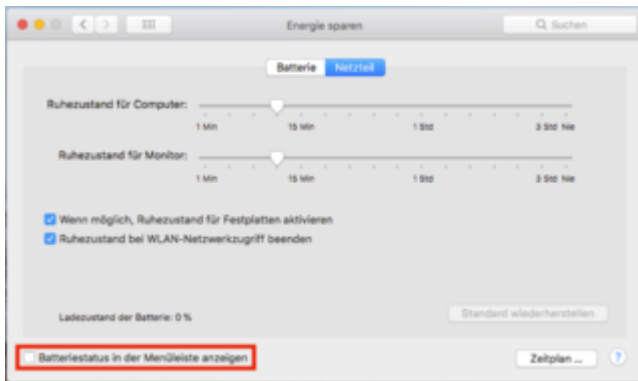 Energie sparen
Suchen
Batterie Netzteil
Ruhezustand für Computer:
1 Min 15 Min 1 Std 3 Std Nie
Ruhezustand für Monitor:
1 Min 15 Min 1 Std 3 Std Nie
Wenn möglich, Ruhezustand für Festplatten aktivieren
Ruhezustand bei WLAN-Netzwerkzugriff beenden
Ladezustand der Batterie: 0 %
Standard wiederherstellen
Batteriestatus in der Menüleiste anzeigen
Zeitplan ... ?